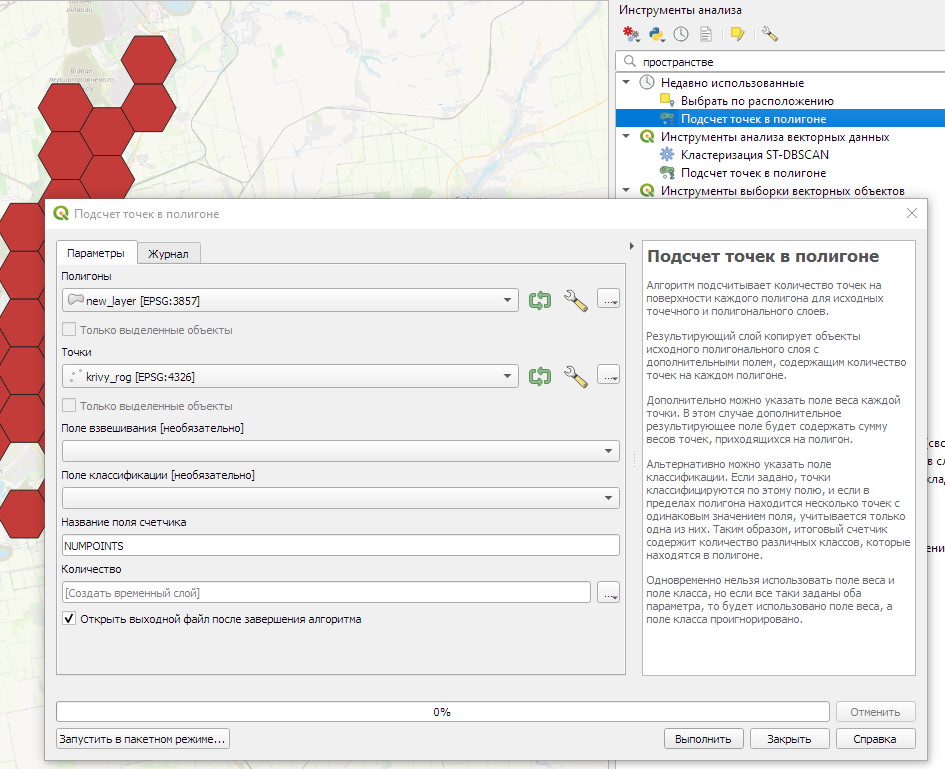 Инструменты анализа
пространстве
Недавно использованные
Выбрать по расположению
Подсчет точек в полигоне
Инструменты анализа векторных данных
Кластеризация ST-DBSCAN
Подсчет точек в полигоне
Инструменты выборки векторных объектов
Подсчет точек в полигоне
Параметры
Журнал
Полигоны
new_layer [EPSG:3857]
...
Только выделенные объекты
Точки
krivy_rog [EPSG:4326]
...
Только выделенные объекты
Поле взвешивания [необязательно]
Поле классификации [необязательно]
Название поля счетчика
NUMPOINTS
Количество
[Создать временный слой]
...
Открыть выходной файл после завершения алгоритма
Подсчет точек в полигоне
Алгоритм подсчитывает количество точек на
поверхности каждого полигона для исходных
точечного и полигонального слоев.
Результирующий слой копирует объекты
исходного полигонального слоя с
дополнительными полем, содержащим количество
точек на каждом полигоне.
Дополнительно можно указать поле веса каждой
точки. В этом случае дополнительное
результирующее поле будет содержать сумму
весов точек, приходящихся на полигон.
Альтернативно можно указать поле
классификации. Если задано, точки
классифицируются по этому полю, и если в
пределах полигона находится несколько точек с
одинаковым значением поля, учитывается только
одна из них. Таким образом, итоговый счетчик
содержит количество различных классов, которые
находятся в полигоне.
Одновременно нельзя использовать поле веса и
поле класса, но если все таки заданы оба
параметра, то будет использовано поле веса, а
поле класса проигнорировано.
0%
Отменить
Запустить в пакетном режиме...
Выполнить
Закрыть
Справка